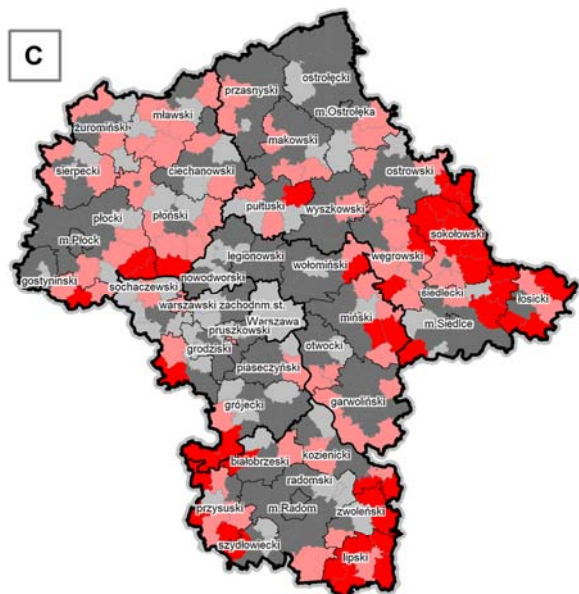 C
ostrołęcki
przasnyski
m.Ostrołęka
mławski
żuromiński
makowski
ciechanowski
sierpecki
ostrowski
pułtuski
wyszkowski
płocki
płoński
sokołowski
m.Płock
legionowski
węgrowski
wołomiński
gostyniński
nowodworski
sochaczewski
siedlecki
łosicki
warszawski zachodnm.st.
Warszawa
miński
m.Siedlce
pruszkowski
grodziski
otwocki
piaseczyński
garwoliński
grójecki
kozienicki
białobrzeski
radomski
przysuski
m.Radom
zwoleński
szydłowiecki
lipski